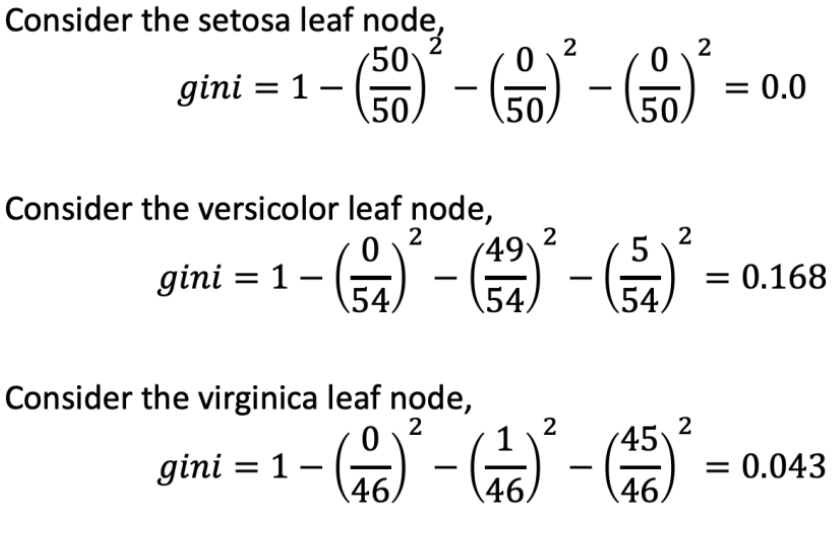 Consider the setosa leaf node,
gini = 1 − (50/50)² − (0/50)² − (0/50)² = 0.0
Consider the versicolor leaf node,
gini = 1 − (0/54)² − (49/54)² − (5/54)² = 0.168
Consider the virginica leaf node,
gini = 1 − (0/46)² − (1/46)² − (45/46)² = 0.043